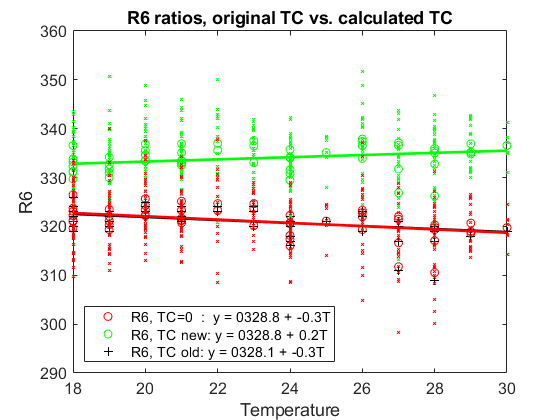 R6 ratios, original TC vs. calculated TC
360
350
340
330
320
310
300
290
R6
R6, TC=0 : y = 0328.8 + -0.3T
R6, TC new: y = 0328.8 + 0.2T
R6, TC old: y = 0328.1 + -0.3T
18 20 22 24 26 28 30
Temperature